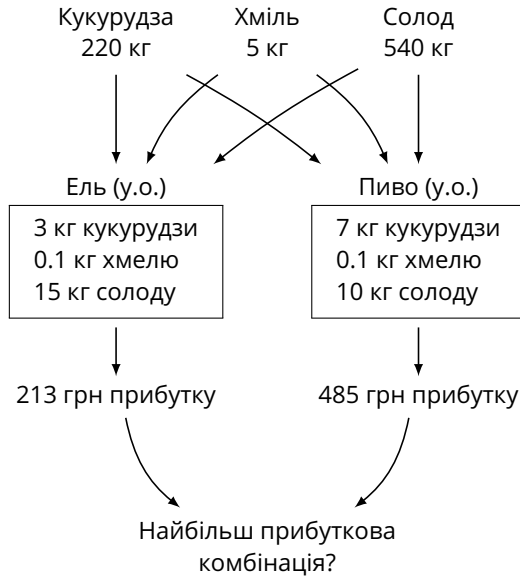 Кукурудза
220 кг
Хміль
5 кг
Солод
540 кг
Ель (у.о.)
3 кг кукурудзи
0.1 кг хмелю
15 кг солоду
Пиво (у.о.)
7 кг кукурудзи
0.1 кг хмелю
10 кг солоду
213 грн прибутку
485 грн прибутку
Найбільш прибуткова
комбінація?